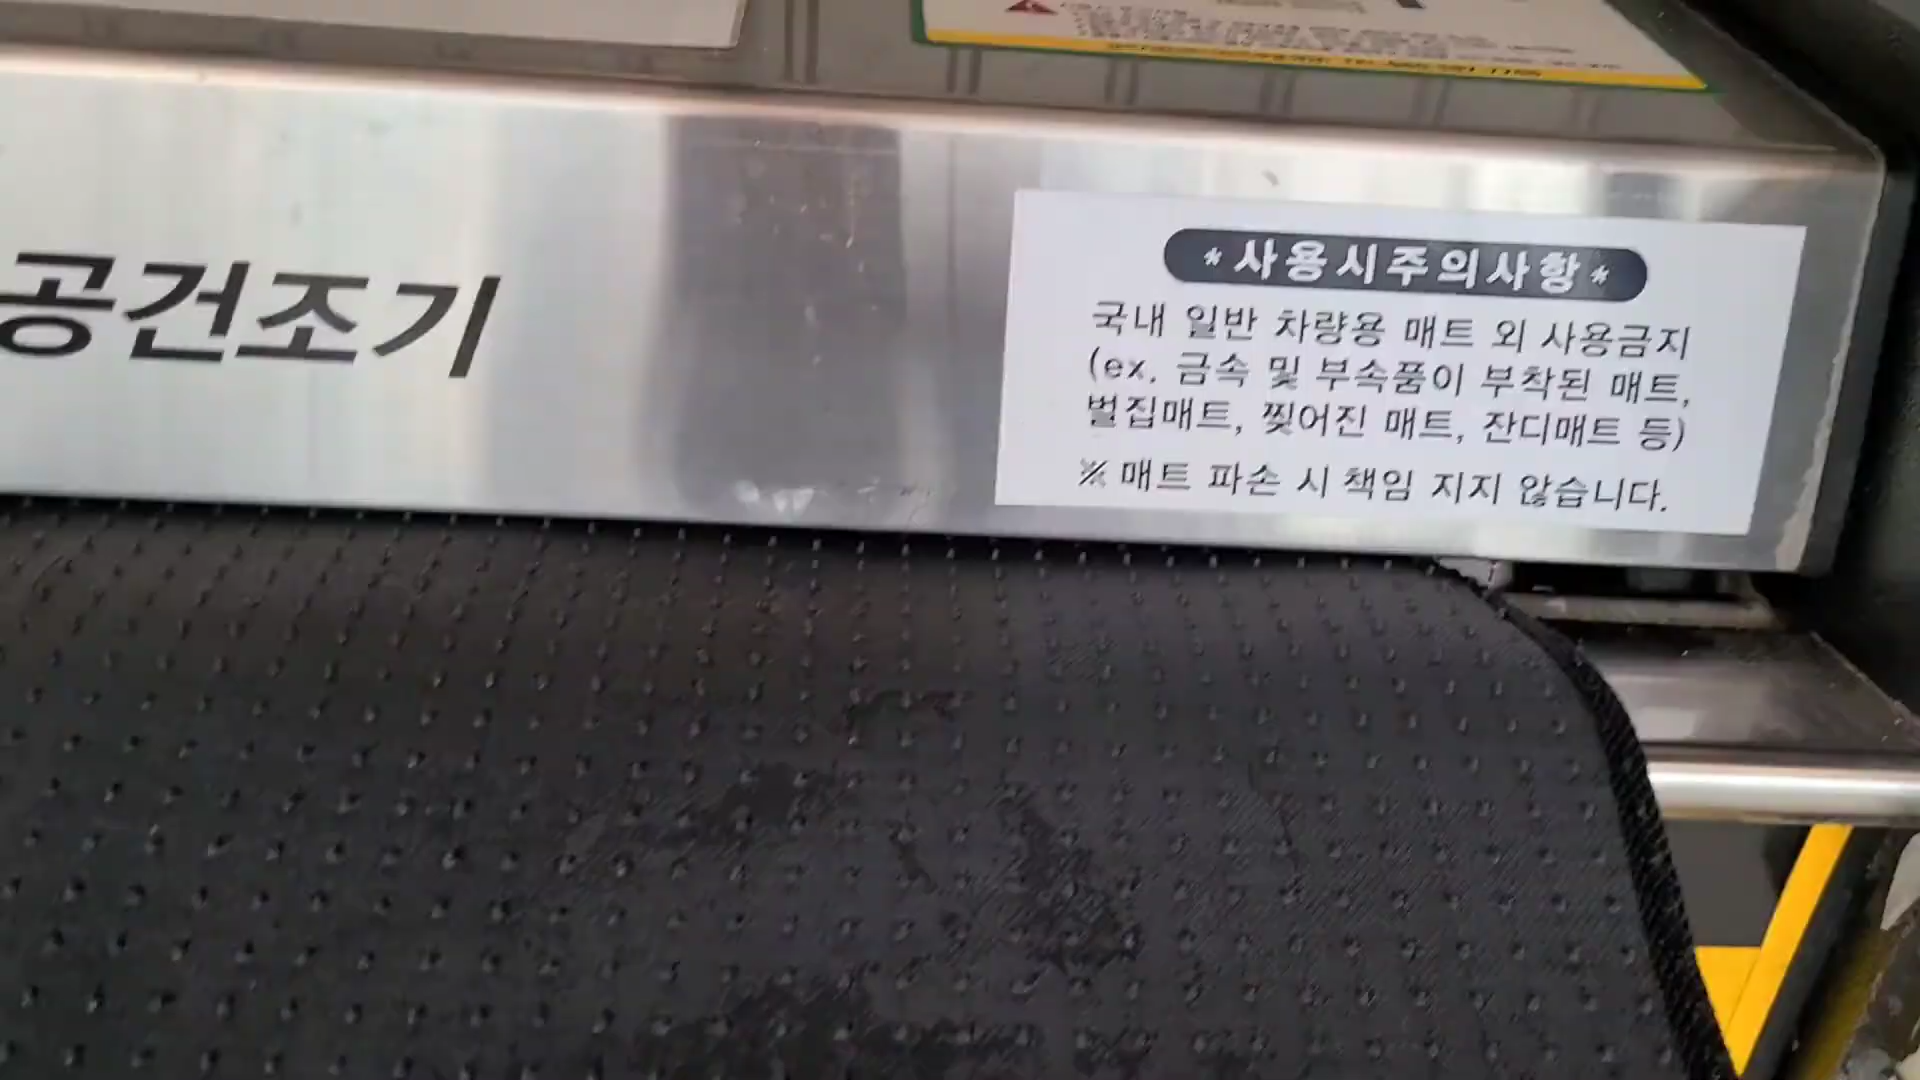 공건조기
*사용시주의사항*
국내 일반 차량용 매트 외 사용금지
(ex. 금속 및 부속품이 부착된 매트,
벌집매트, 찢어진 매트, 잔디매트 등)
※ 매트 파손 시 책임 지지 않습니다.